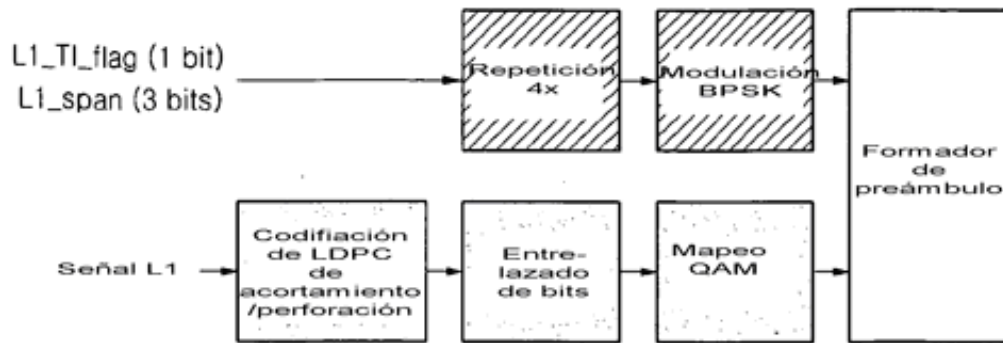 L1_TI_flag (1 bit)
L1_span (3 bits)
Repetición
4x
Modulación
BPSK
Formador
de
preámbulo
Señal L1
Codifiación
de LDPC
de
acortamiento
/perforación
Entre-
lazado
de bits
Mapeo
QAM